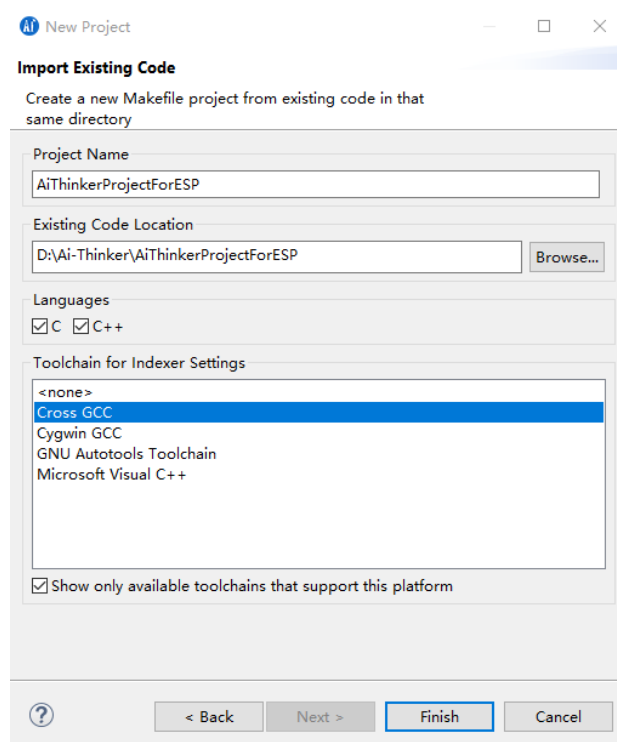 Ai New Project
Import Existing Code
Create a new Makefile project from existing code in that
same directory
Project Name
AiThinkerProjectForESP
Existing Code Location
D:\Ai-Thinker\AiThinkerProjectForESP
Browse...
Languages
C C++
Toolchain for Indexer Settings
<none>
Cross GCC
Cygwin GCC
GNU Autotools Toolchain
Microsoft Visual C++
Show only available toolchains that support this platform
? < Back Next > Finish Cancel